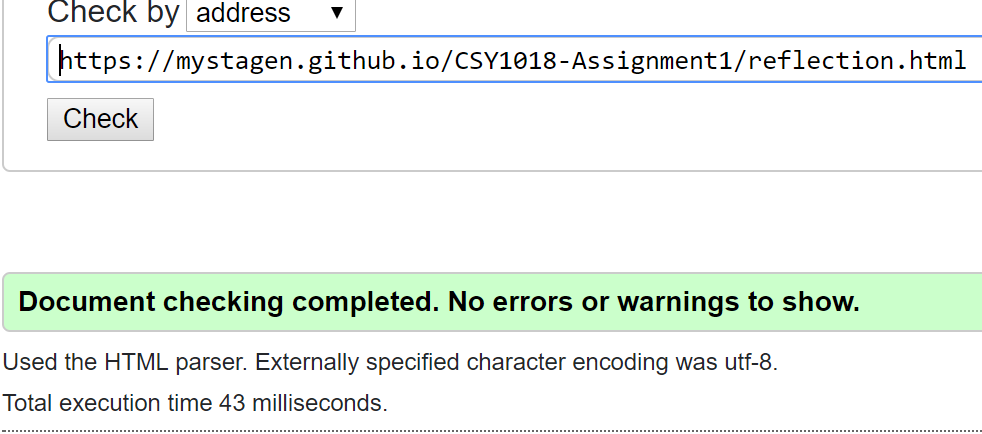 Check by address
https://mystagen.github.io/CSY1018-Assignment1/reflection.html
Check
Document checking completed. No errors or warnings to show.
Used the HTML parser. Externally specified character encoding was utf-8.
Total execution time 43 milliseconds.